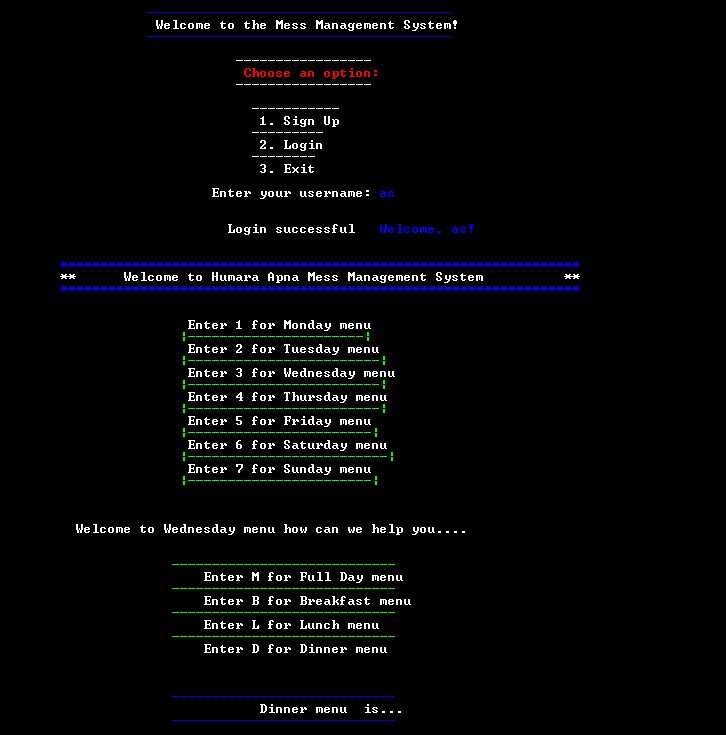 Welcome to the Mess Management System!
Choose an option:
1. Sign Up
2. Login
3. Exit
Enter your username: as
Login successful Welcome, as!
** Welcome to Humara Apna Mess Management System **
Enter 1 for Monday menu
Enter 2 for Tuesday menu
Enter 3 for Wednesday menu
Enter 4 for Thursday menu
Enter 5 for Friday menu
Enter 6 for Saturday menu
Enter 7 for Sunday menu
Welcome to Wednesday menu how can we help you....
Enter M for Full Day menu
Enter B for Breakfast menu
Enter L for Lunch menu
Enter D for Dinner menu
Dinner menu is...